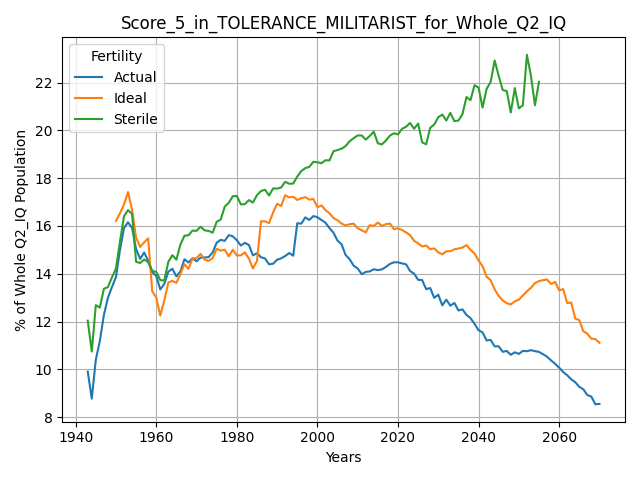 Score_5_in_TOLERANCE_MILITARIST_for_Whole_Q2_IQ
Fertility
Actual
Ideal
Sterile
% of Whole Q2_IQ Population
22
20
18
16
14
12
10
8
1940 1960 1980 2000 2020 2040 2060
Years